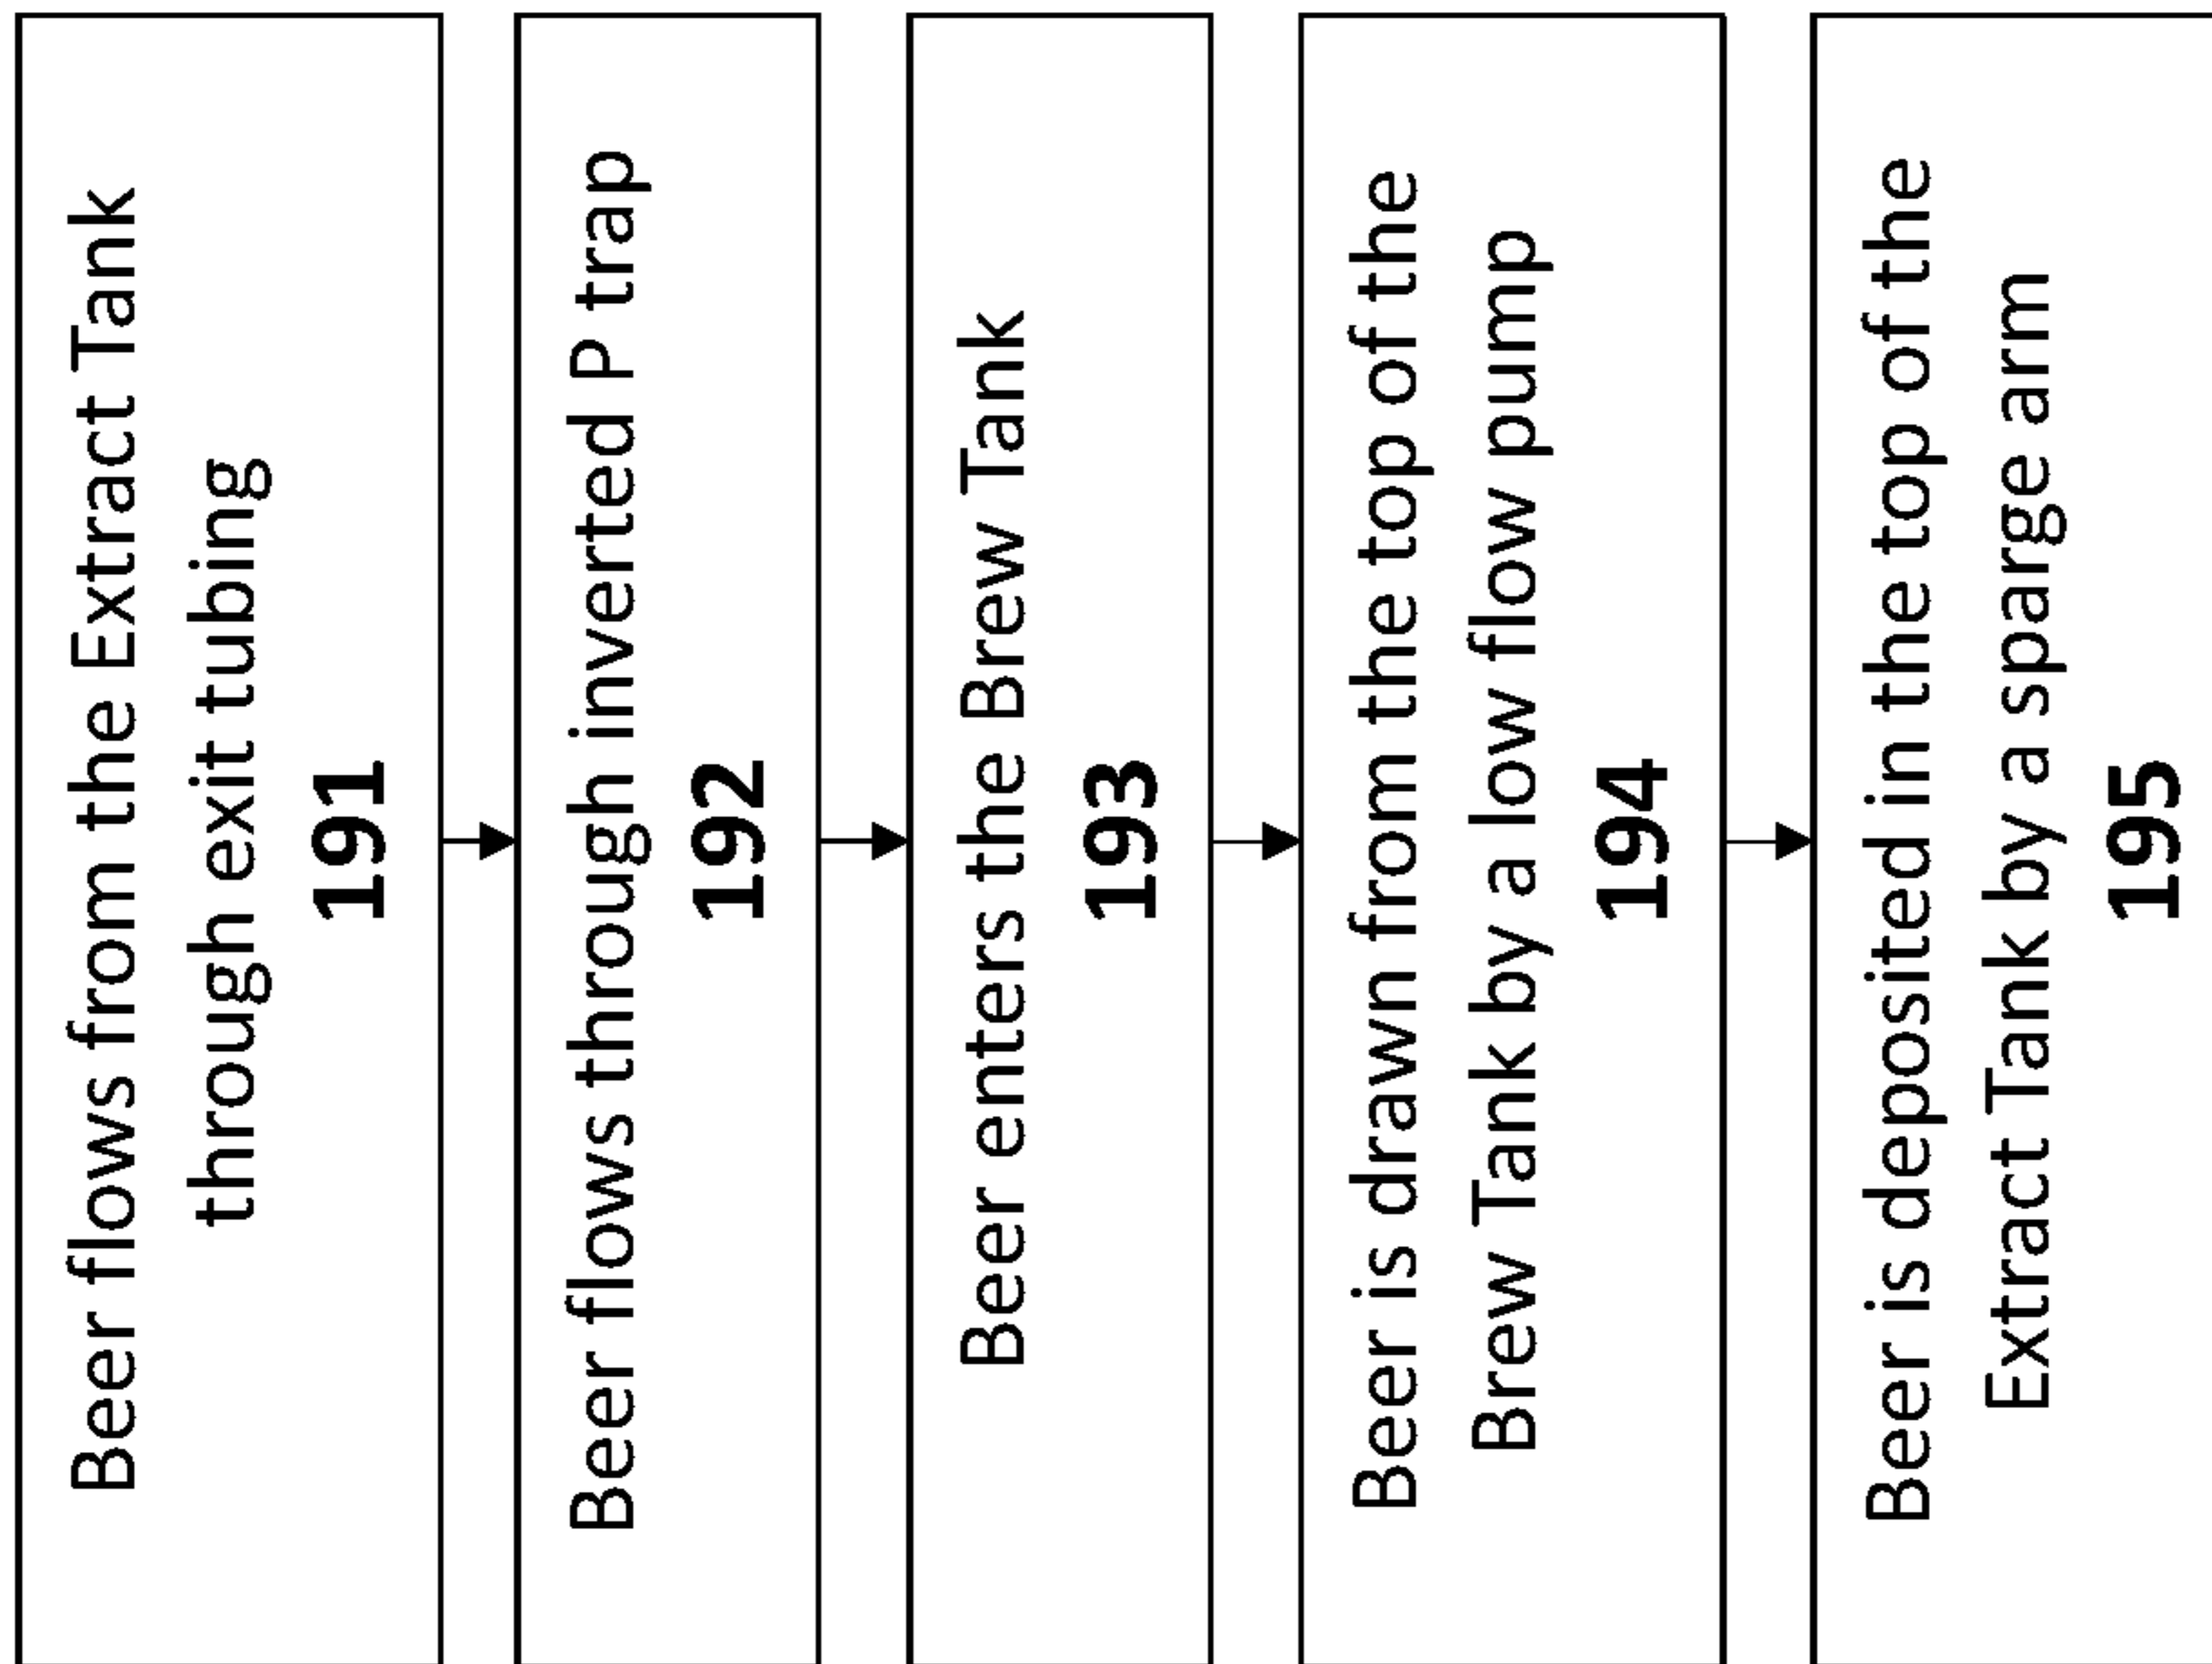 Beer flows from the Extract Tank
through exit tubing
191
Beer flows through inverted P trap
192
Beer enters the Brew Tank
193
Beer is drawn from the top of the
Brew Tank by a low flow pump
194
Beer is deposited in the top of the
Extract Tank by a sparge arm
195